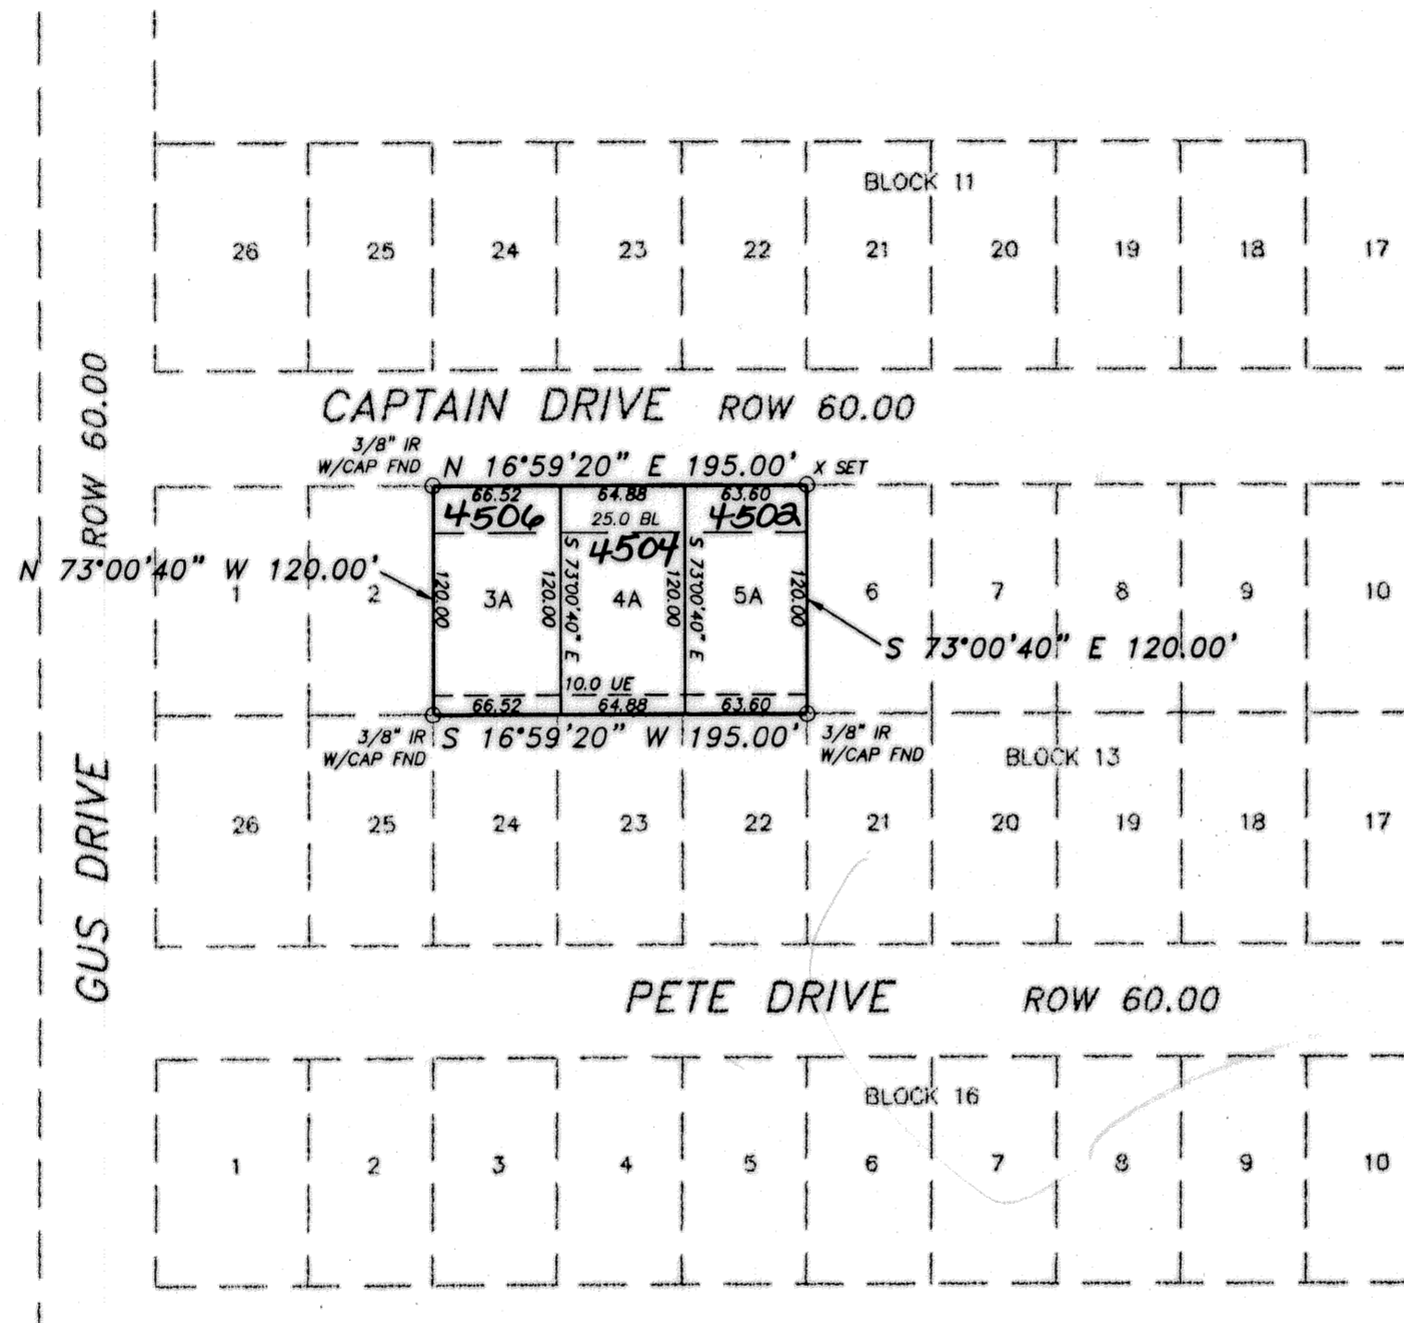 BLOCK 11
26 25 24 23 22 21 20 19 18 17
ROW 60.00
CAPTAIN DRIVE ROW 60.00
3/8" IR
W/CAP FND
N 16°59'20" E 195.00'
X SET
66.52 64.88 63.60
4506 25.0 BL 4502
4504
N 73°00'40" W 120.00'
1 2 120.00 3A 120.00 S 73°00'40" E 4A 120.00 S 73°00'40" E 5A 120.00 6 7 8 9 10
S 73°00'40" E 120.00'
10.0 UE
66.52 64.88 63.60
3/8" IR
W/CAP FND
S 16°59'20" W 195.00'
3/8" IR
W/CAP FND
BLOCK 13
26 25 24 23 22 21 20 19 18 17
GUS DRIVE
PETE DRIVE ROW 60.00
BLOCK 16
1 2 3 4 5 6 7 8 9 10